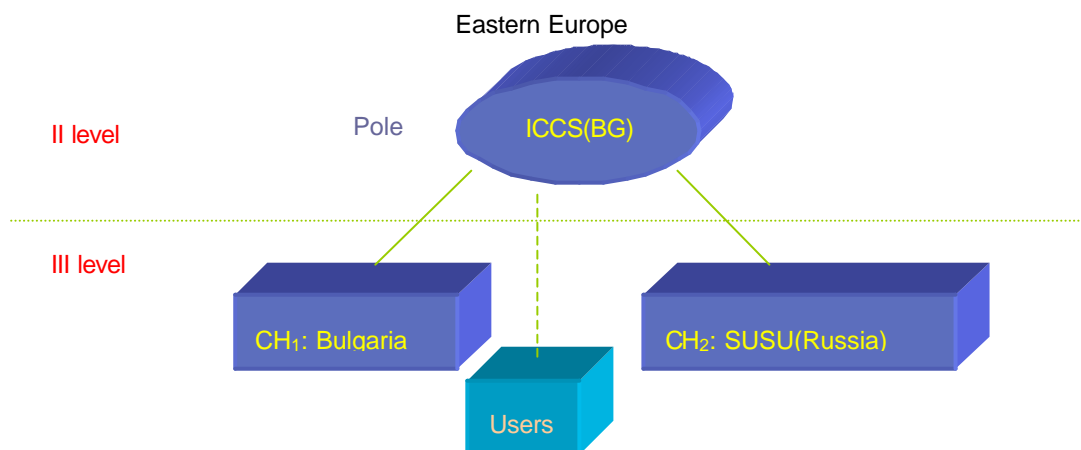 Eastern Europe
II level
Pole
ICCS(BG)
III level
CH₁: Bulgaria
CH₂: SUSU(Russia)
Users